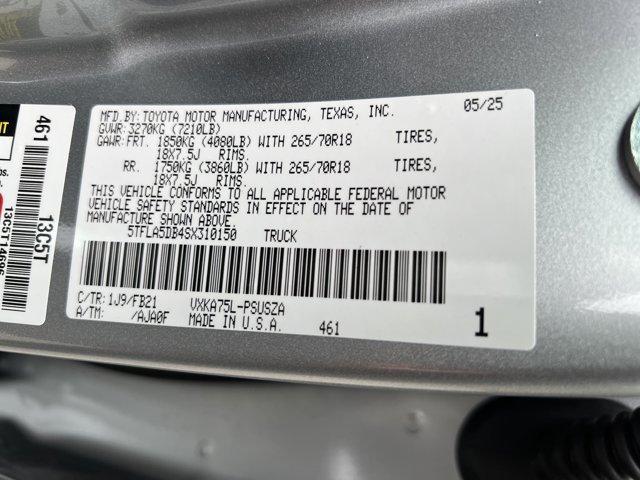 MFD.BY: TOYOTA MOTOR MANUFACTURING, TEXAS, INC. 05/25
GVWR: 3270KG (7210LB)
GAWR: FRT. 1850KG (4080LB) WITH 265/70R18 TIRES,
18X7.5J RIMS.
RR. 1750KG (3860LB) WITH 265/70R18 TIRES,
18X7.5J RIMS.
THIS VEHICLE CONFORMS TO ALL APPLICABLE FEDERAL MOTOR
VEHICLE SAFETY STANDARDS IN EFFECT ON THE DATE OF
MANUFACTURE SHOWN ABOVE.
5TFLA5DB4SX310150 TRUCK
C/TR: 1J9/FB21 VXKA75L-PSUSZA
A/TM: /AJA0F MADE IN U.S.A. 461 1
461 13C5T